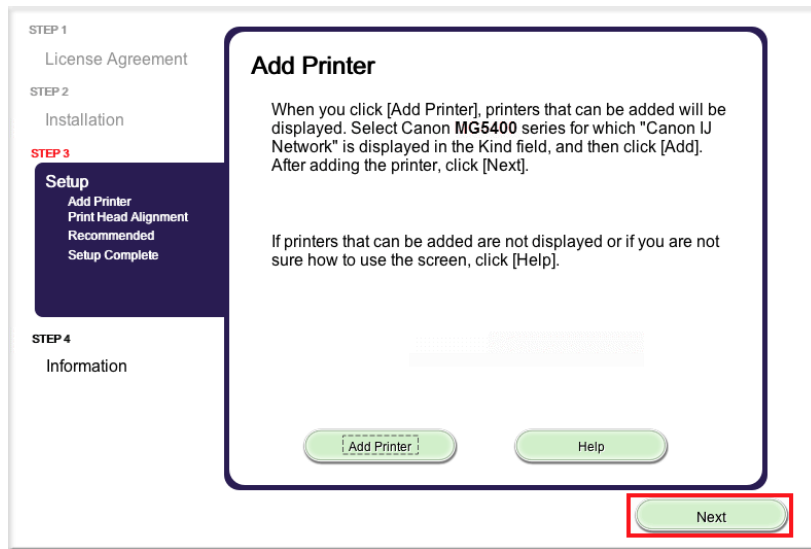 STEP 1
License Agreement
STEP 2
Installation
STEP 3
Setup
Add Printer
Print Head Alignment
Recommended
Setup Complete
STEP 4
Information
Add Printer
When you click [Add Printer], printers that can be added will be
displayed. Select Canon MG5400 series for which "Canon IJ
Network" is displayed in the Kind field, and then click [Add].
After adding the printer, click [Next].
If printers that can be added are not displayed or if you are not
sure how to use the screen, click [Help].
Add Printer
Help
Next